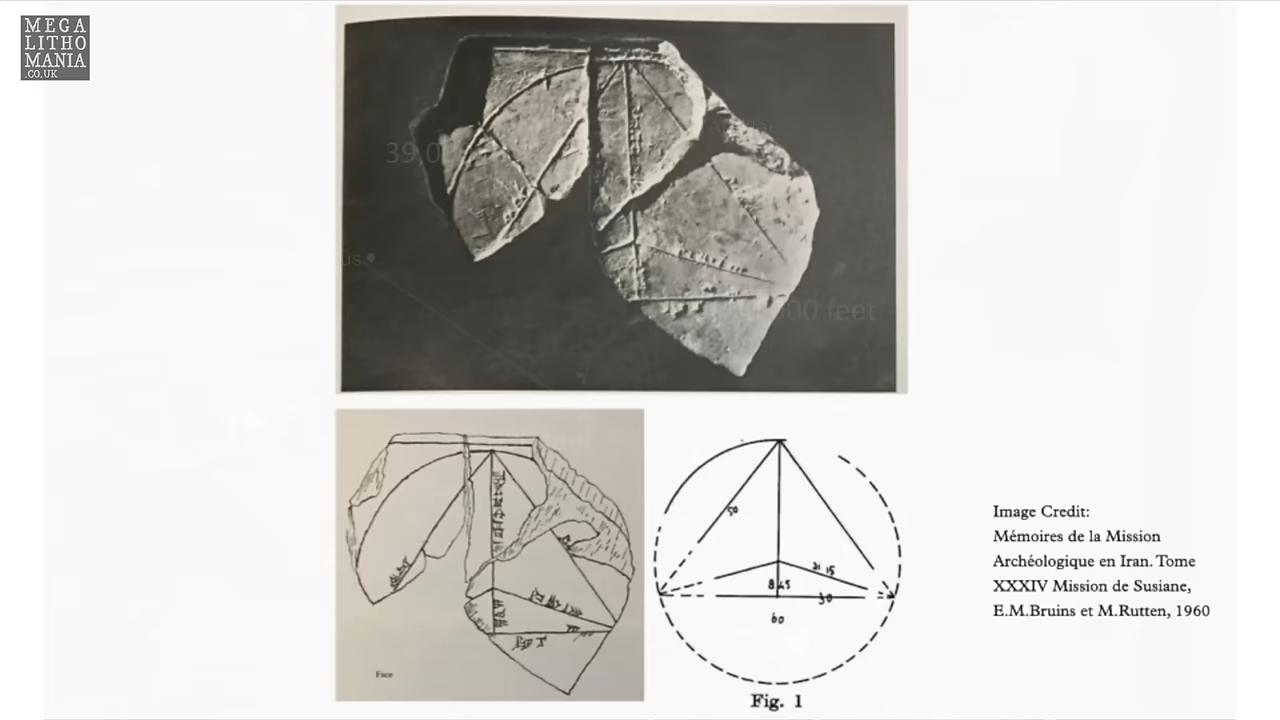 MEGA
LITHO
MANIA
.CO.UK
39,0
us
00 feet
50
31 15
8 45
30
60
Face
Fig. 1
Image Credit:
Mémoires de la Mission
Archéologique en Iran. Tome
XXXIV Mission de Susiane,
E.M.Bruins et M.Rutten, 1960